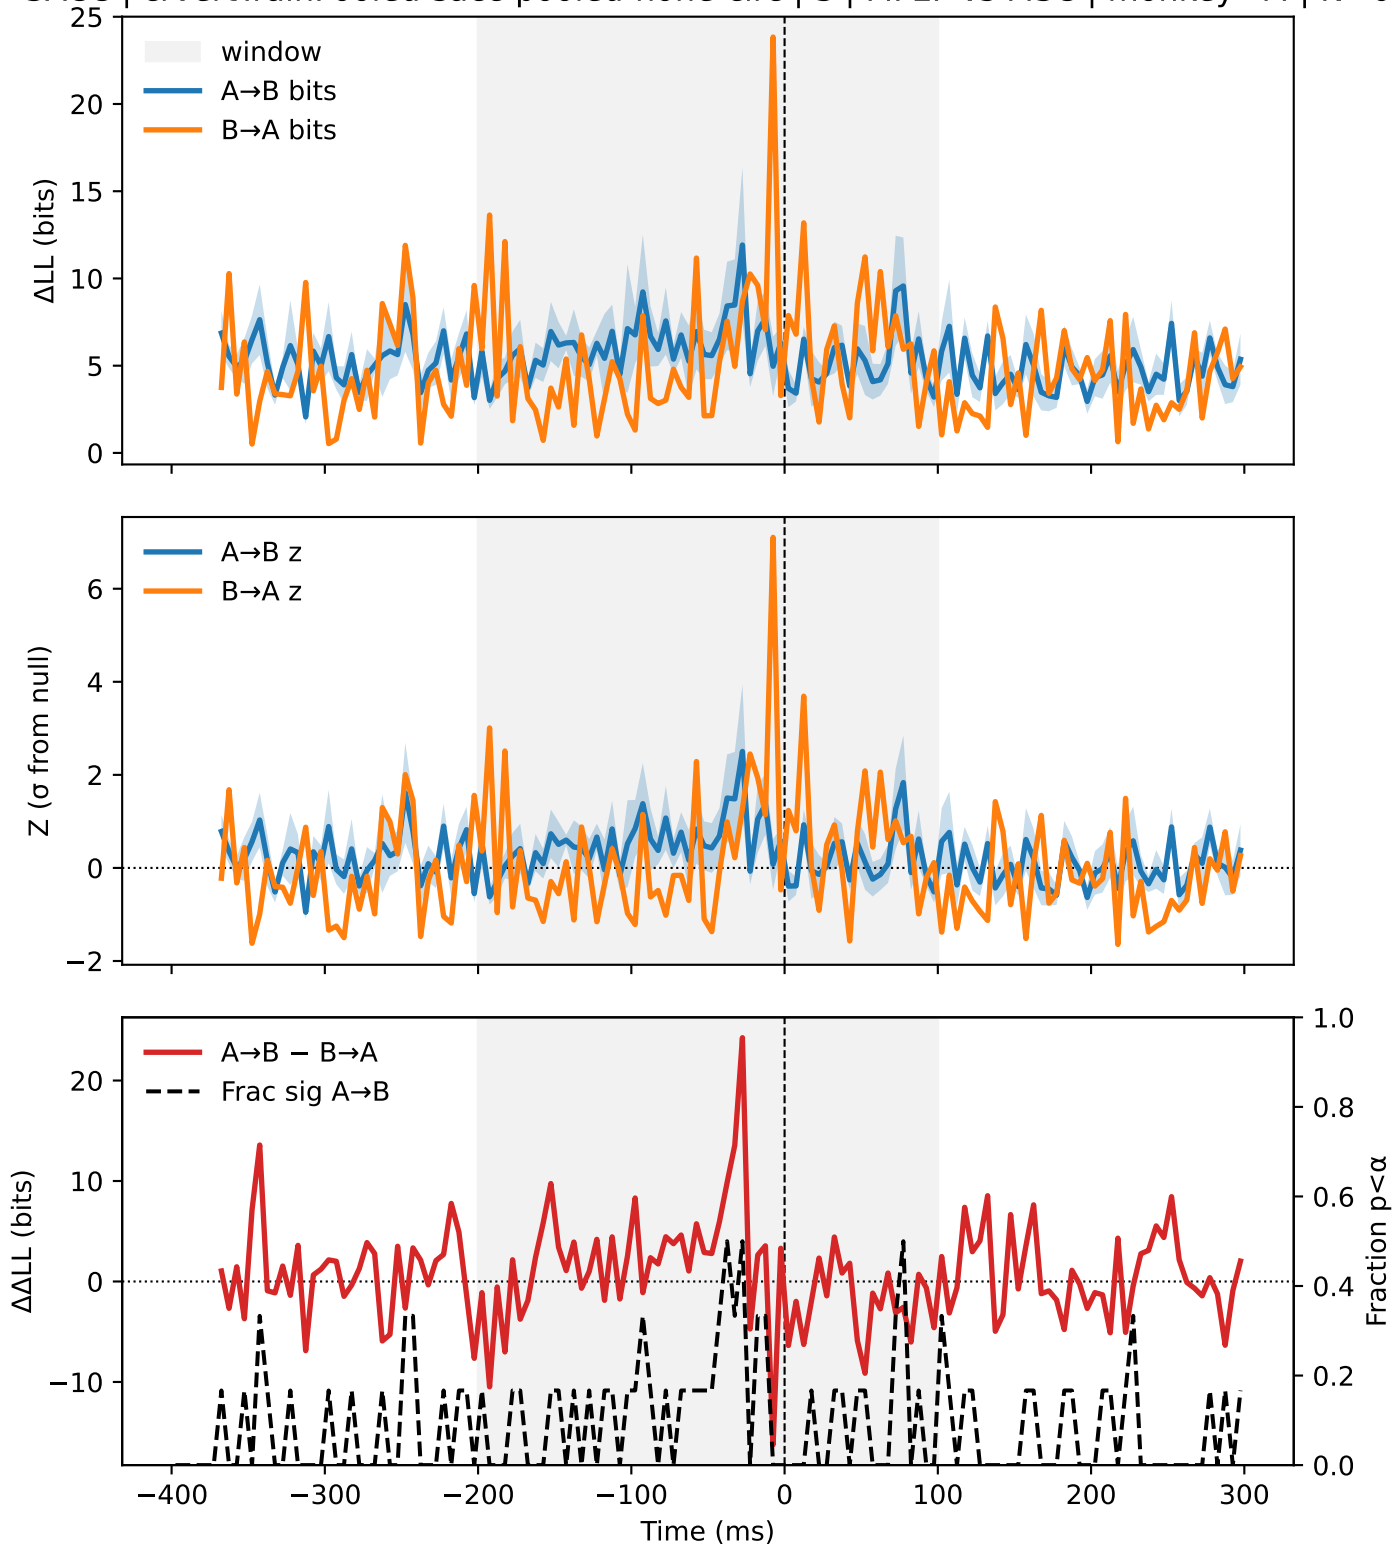 window
A→B bits
B→A bits
25
20
15
10
5
0
ΔLL (bits)
A→B z
B→A z
6
4
2
0
−2
Z (σ from null)
A→B − B→A
Frac sig A→B
20
10
0
−10
ΔΔLL (bits)
1.0
0.8
0.6
0.4
0.2
0.0
Fraction p<α
−400 −300 −200 −100 0 100 200 300
Time (ms)